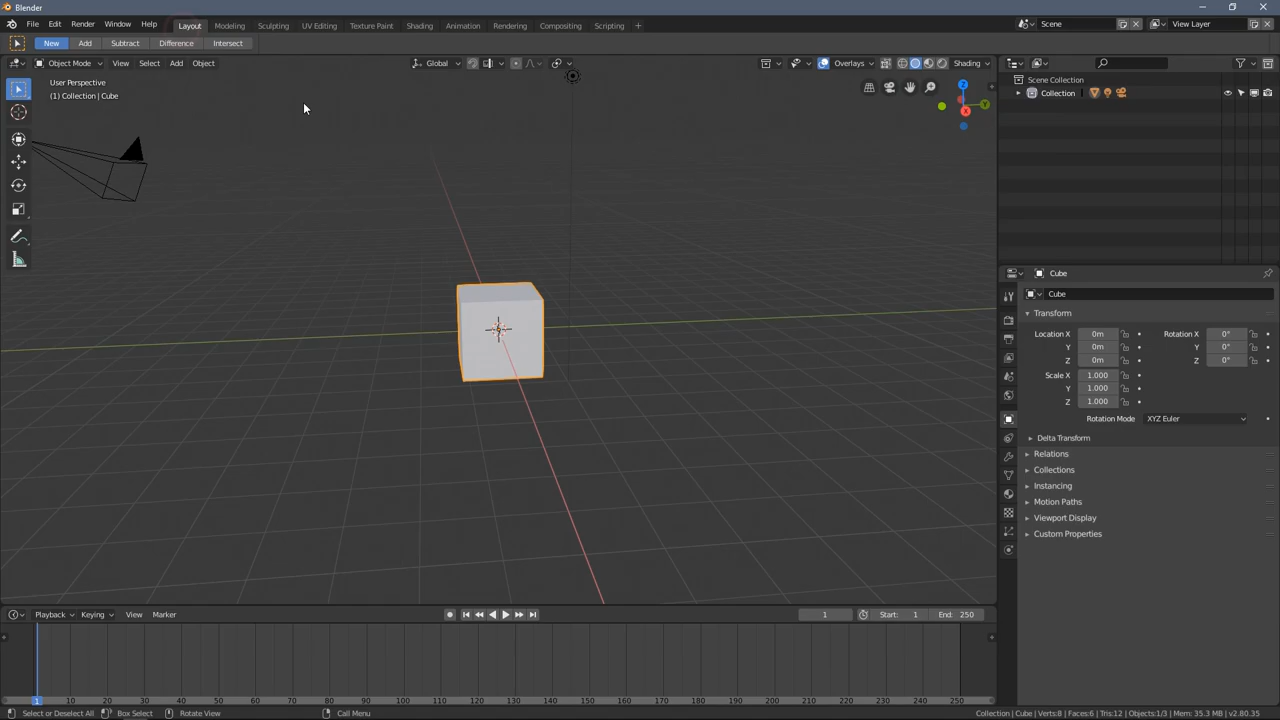 Blender
File Edit Render Window Help Layout Modeling Sculpting UV Editing Texture Paint Shading Animation Rendering Compositing Scripting + Scene View Layer
New Add Subtract Difference Intersect
Object Mode View Select Add Object Global Overlays Shading
User Perspective
(1) Collection | Cube
Z
Y
X
Scene Collection
Collection
Cube
Cube
Transform
Location X 0m Rotation X 0°
Y 0m Y 0°
Z 0m Z 0°
Scale X 1.000
Y 1.000
Z 1.000
Rotation Mode XYZ Euler
Delta Transform
Relations
Collections
Instancing
Motion Paths
Viewport Display
Custom Properties
Playback Keying View Marker 1 Start: 1 End: 250
1 10 20 30 40 50 60 70 80 90 100 110 120 130 140 150 160 170 180 190 200 210 220 230 240 250
Select or Deselect All Box Select Rotate View Call Menu Collection | Cube | Verts:8 | Faces:6 | Tris:12 | Objects:1/3 | Mem: 35.3 MB | v2.80.35